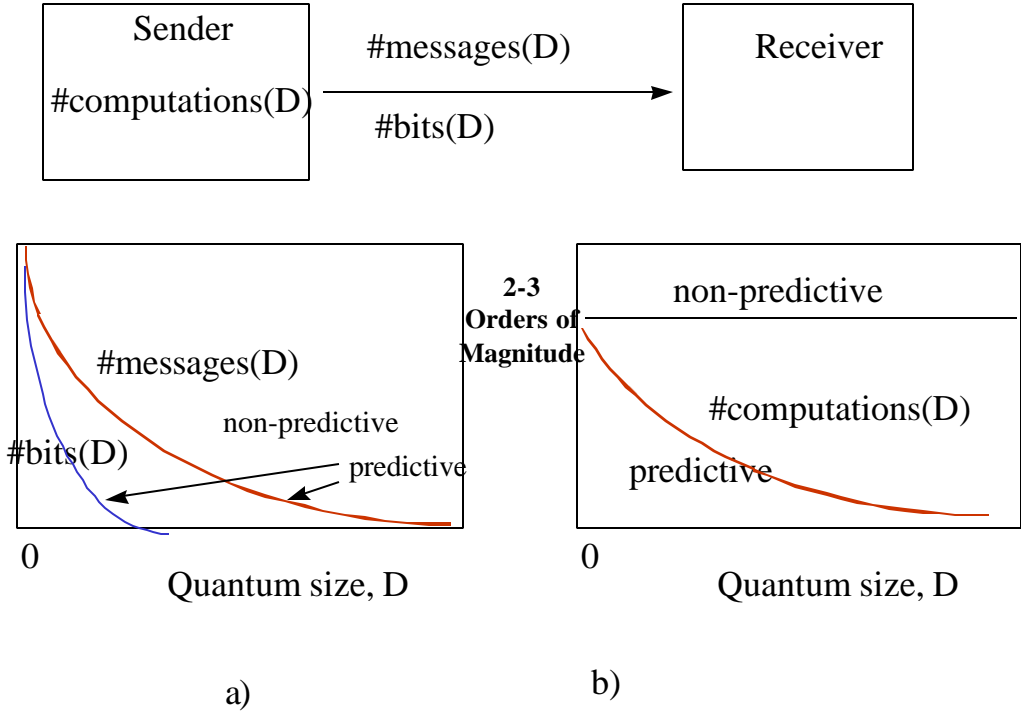 Sender
#computations(D)
#messages(D)
#bits(D)
Receiver
#messages(D)
#bits(D)
non-predictive
predictive
0
Quantum size, D
a)
2-3
Orders of
Magnitude
non-predictive
#computations(D)
predictive
0
Quantum size, D
b)